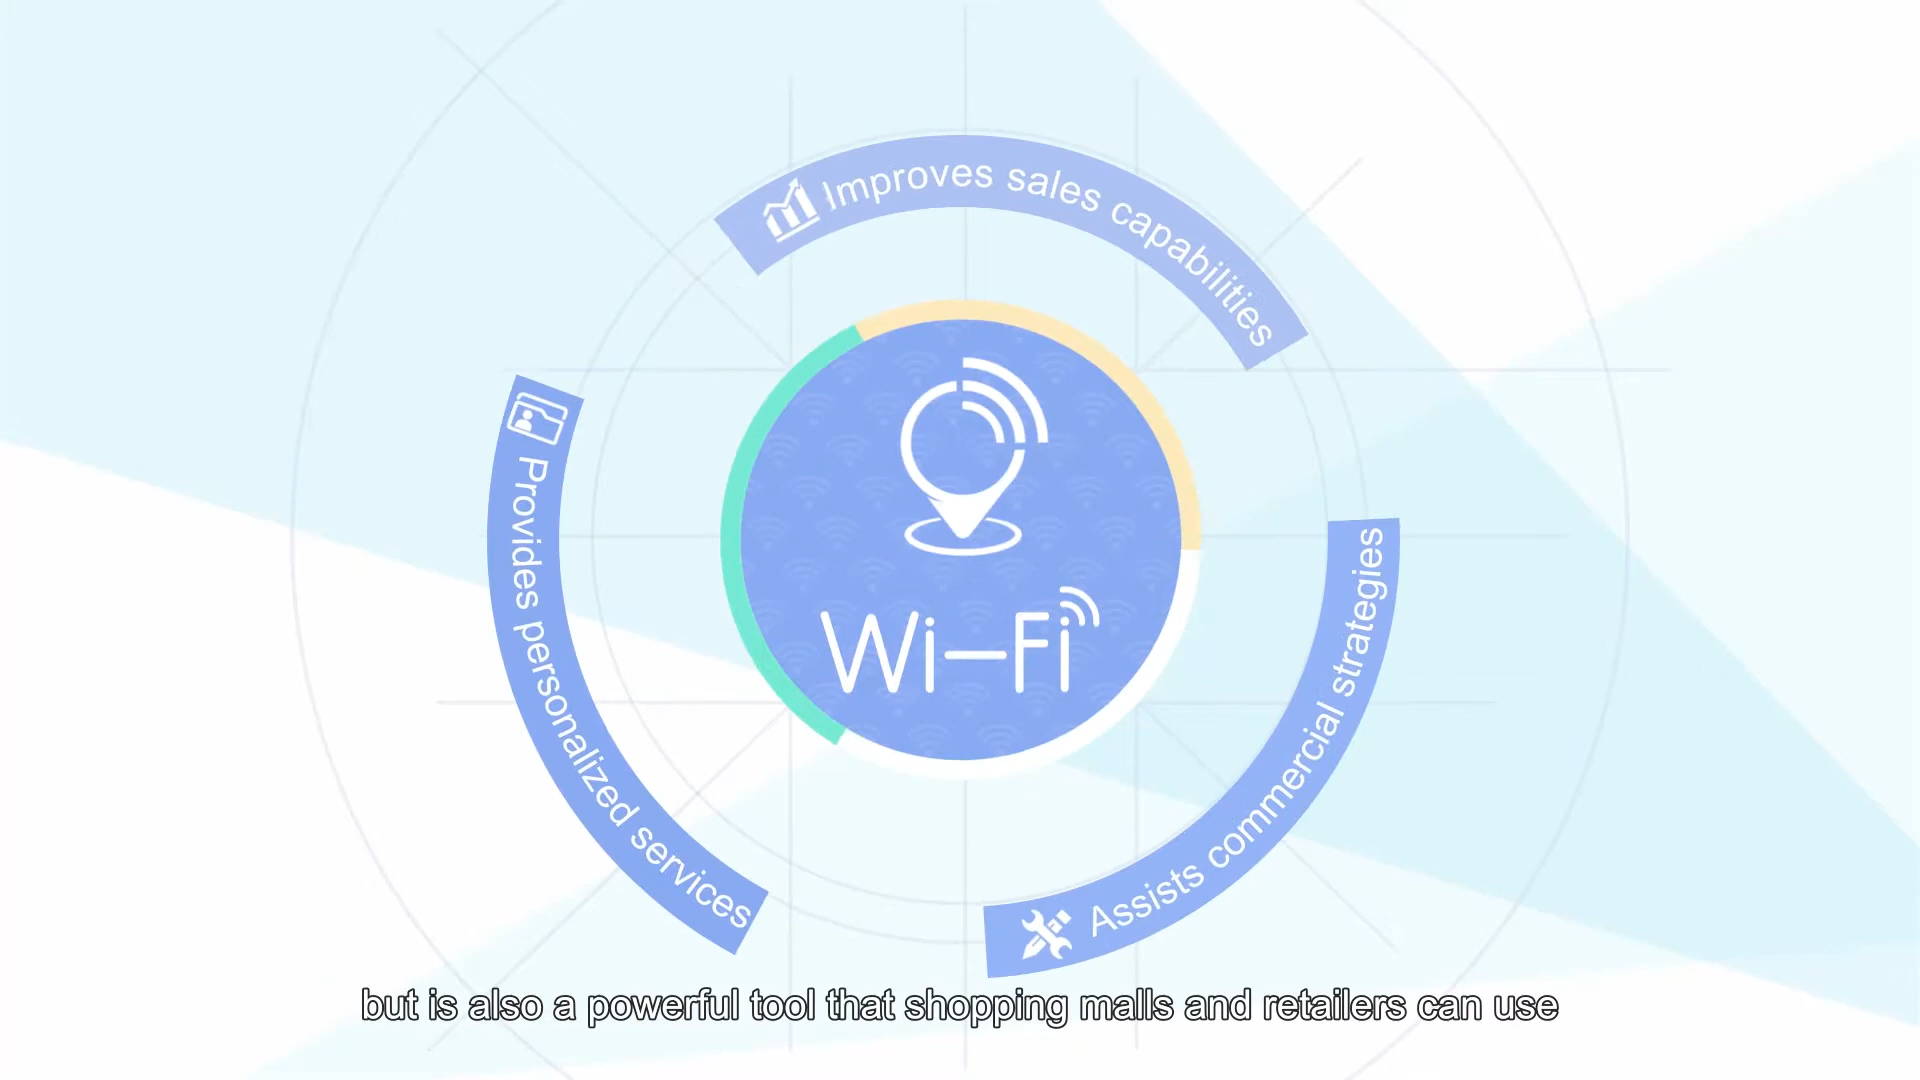 Improves sales capabilities
Provides personalized services
Wi-Fi
Assists commercial strategies
but is also a powerful tool that shopping malls and retailers can use